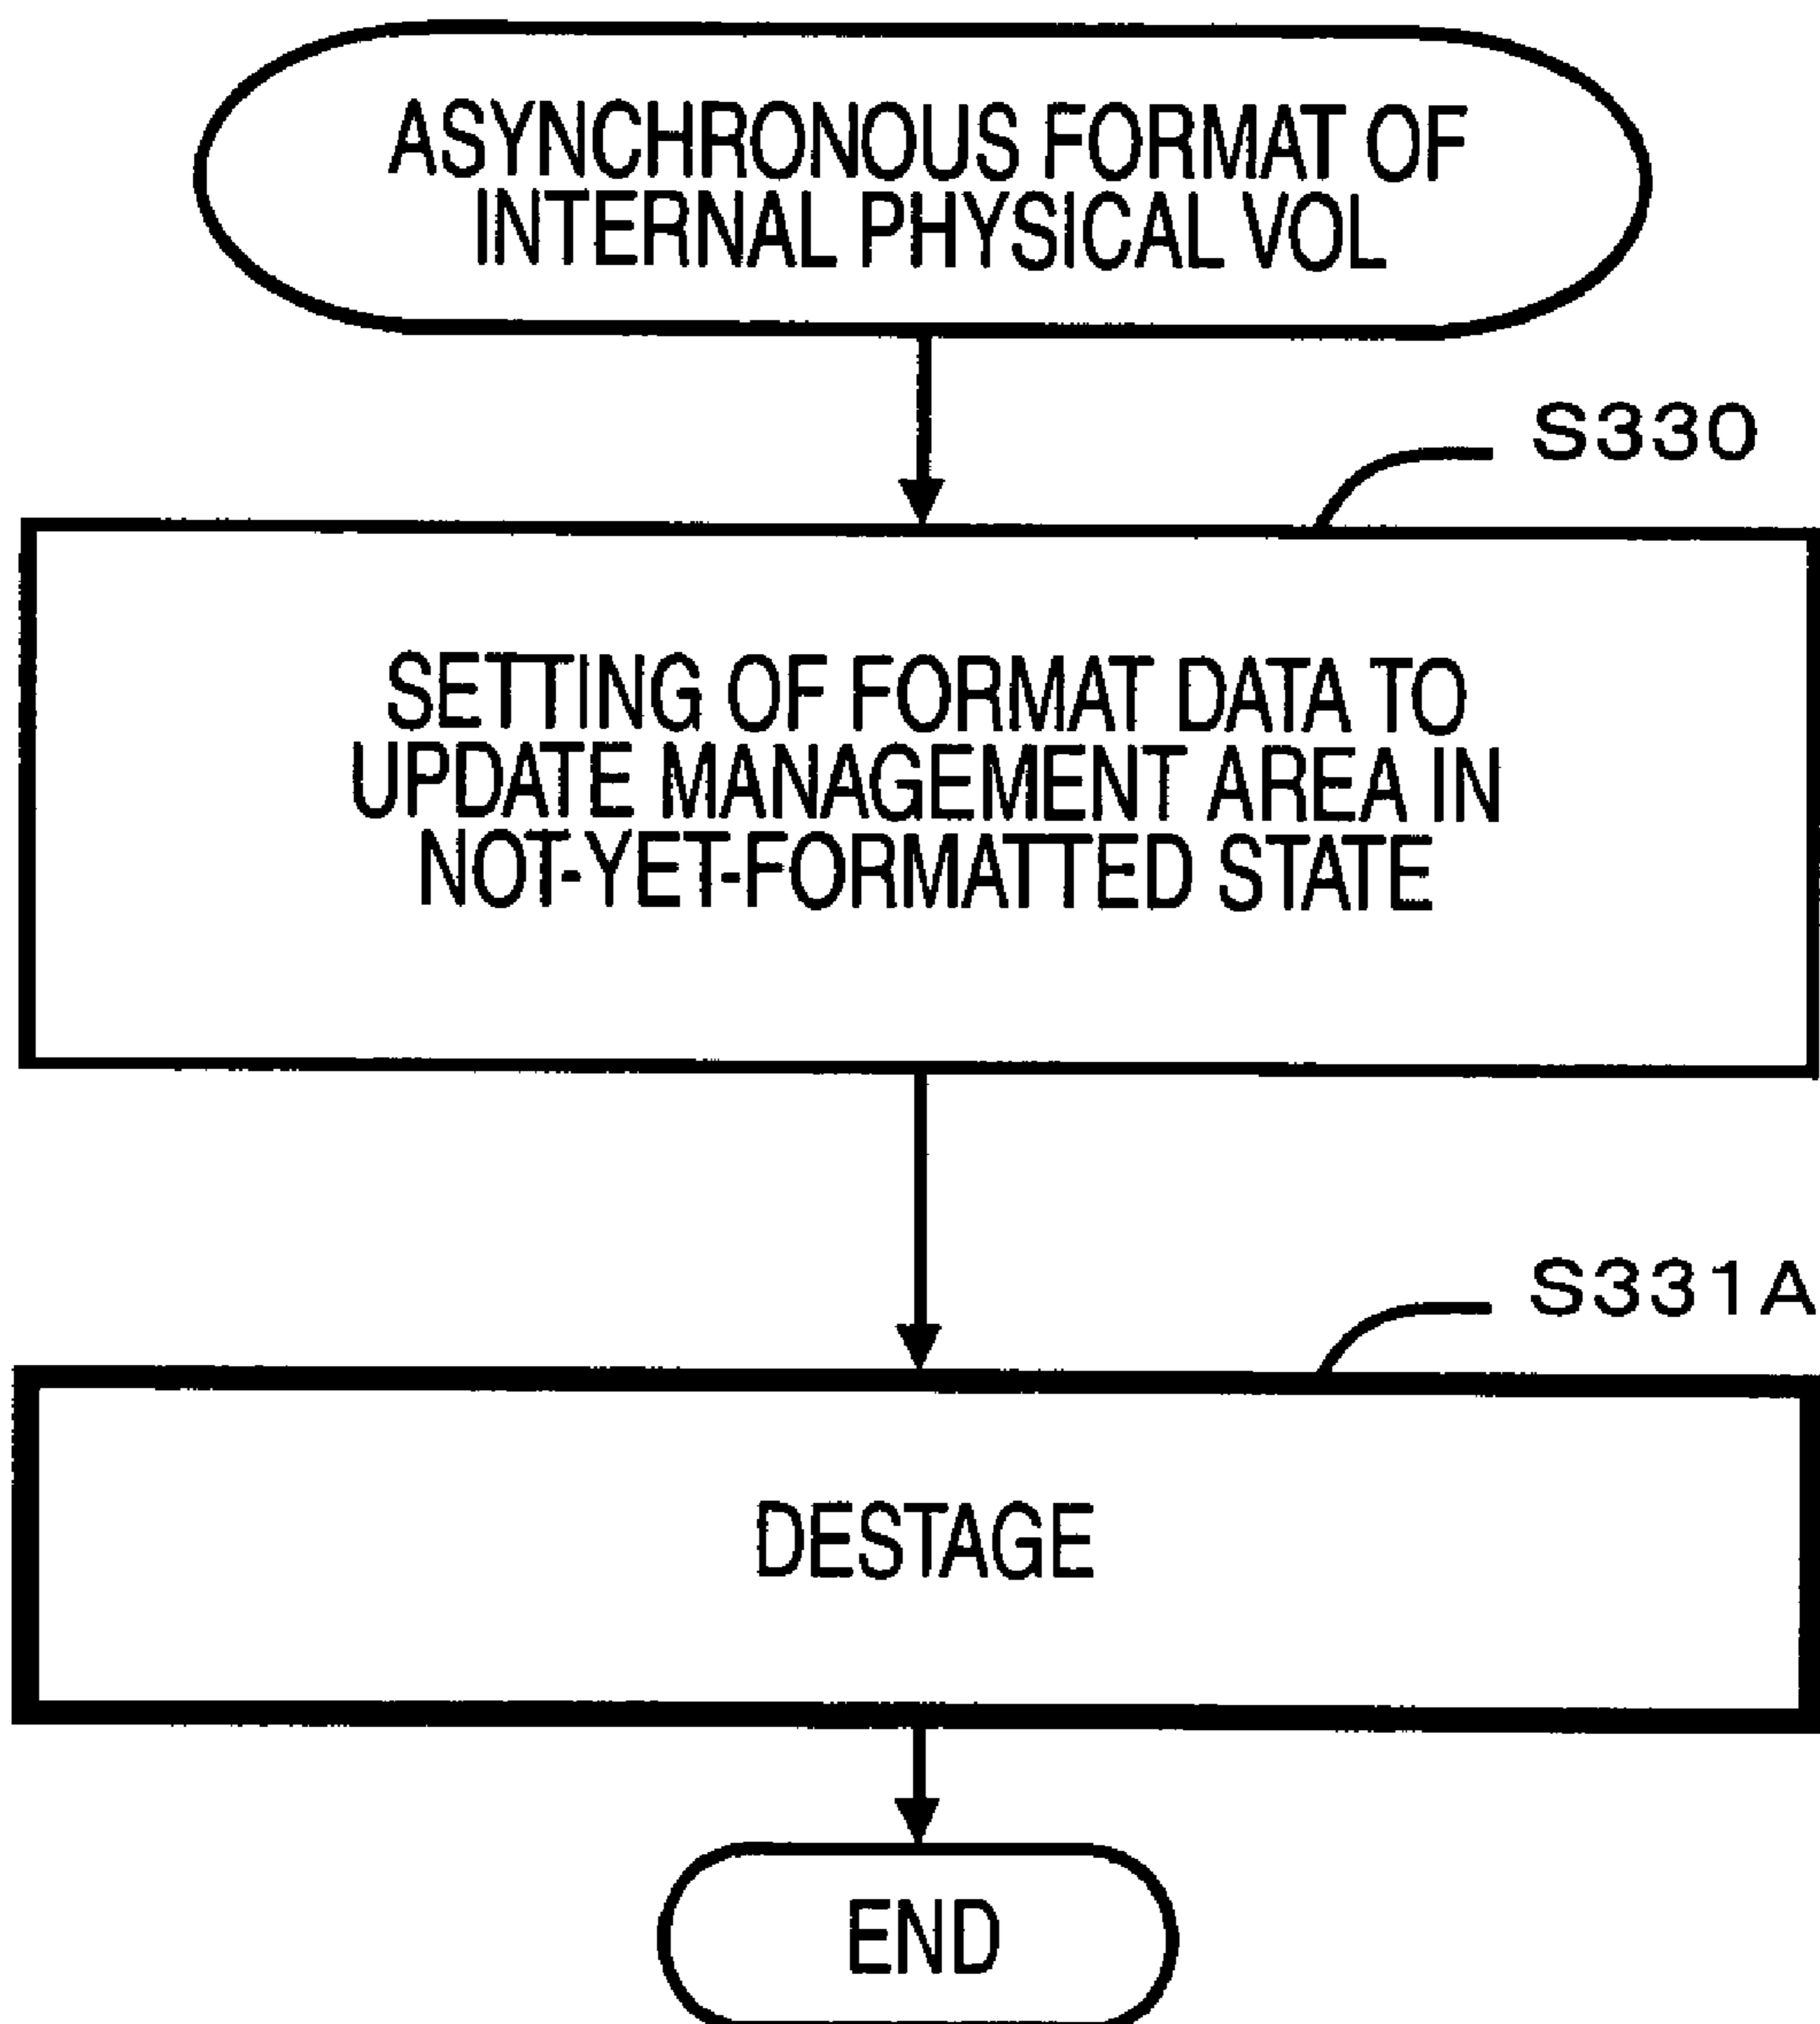 ASYNCHRONOUS FORMAT OF
INTERNAL PHYSICAL VOL
S330
SETTING OF FORMAT DATA TO
UPDATE MANAGEMENT AREA IN
NOT-YET-FORMATTED STATE
S331A
DESTAGE
END